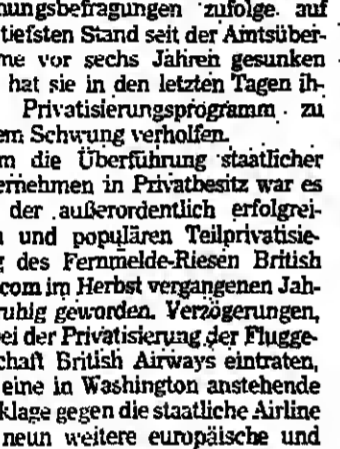 nungsbefragungen zufolge auf
tiefsten Stand seit der Amtsüber-
me vor sechs Jahren gesunken
hat sie in den letzten Tagen ih-
Privatisierungsprogramm zu
em Schwung verholfen.
m die Überführung staatlicher
ernehmen in Privatbesitz war es
der außerordentlich erfolgrei-
n und populären Teilprivatisie-
g des Fernmelde-Riesen British
com im Herbst vergangenen Jah-
ruhig geworden. Verzögerungen,
ei der Privatisierung der Flugge-
schaft British Airways eintraten,
eine in Washington anstehende
klage gegen die staatliche Airline
neun weitere europäische und